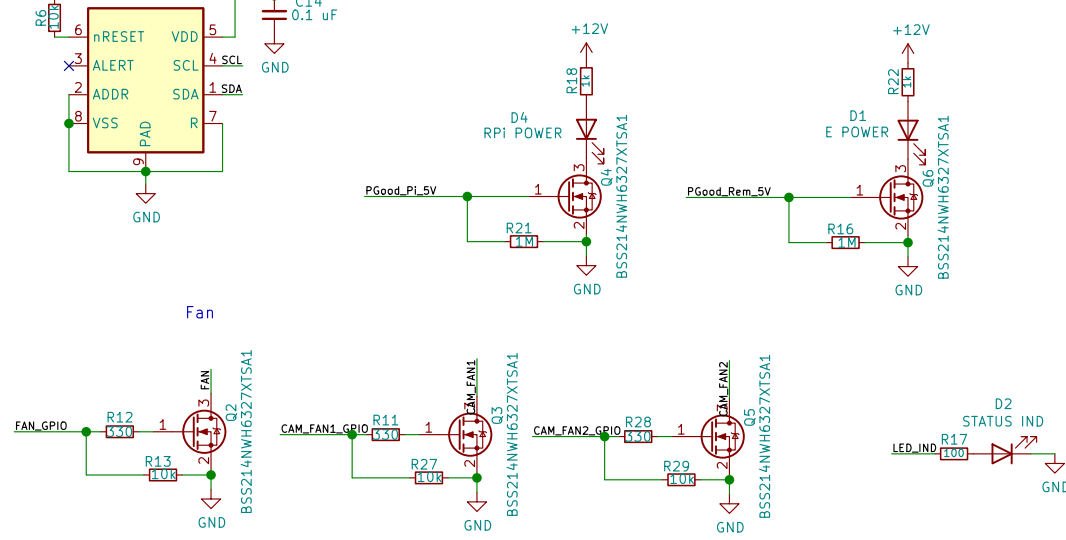 R6
10k
C14
0.1 uF
GND
6
nRESET
VDD
5
3
ALERT
SCL
4
SCL
2
ADDR
SDA
1
SDA
8
VSS
R
7
PAD
9
GND
+12V
R18
1k
D4
RPi POWER
3
Q4
BSS214NWH6327XTSA1
PGood_Pi_5V
1
2
R21
1M
GND
+12V
R22
1k
D1
E POWER
3
Q6
BSS214NWH6327XTSA1
PGood_Rem_5V
1
2
R16
1M
GND
Fan
FAN
3
Q2
BSS214NWH6327XTSA1
FAN_GPIO
R12
330
1
2
R13
10k
GND
CAM_FAN1
3
Q3
BSS214NWH6327XTSA1
CAM_FAN1_GPIO
R11
330
1
2
R27
10k
GND
CAM_FAN2
3
Q5
BSS214NWH6327XTSA1
CAM_FAN2_GPIO
R28
330
1
2
R29
10k
GND
D2
STATUS IND
LED_IND
R17
100
GND